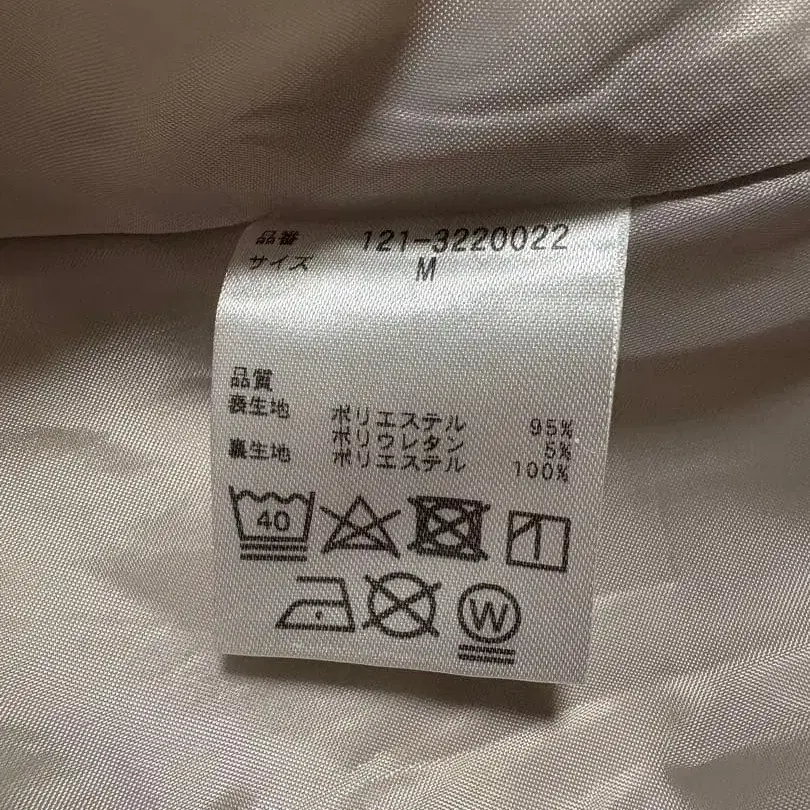 品番 121-3220022
サイズ M
品質
表生地 ポリエステル 95%
ポリウレタン 5%
裏生地 ポリエステル 100%
40
W